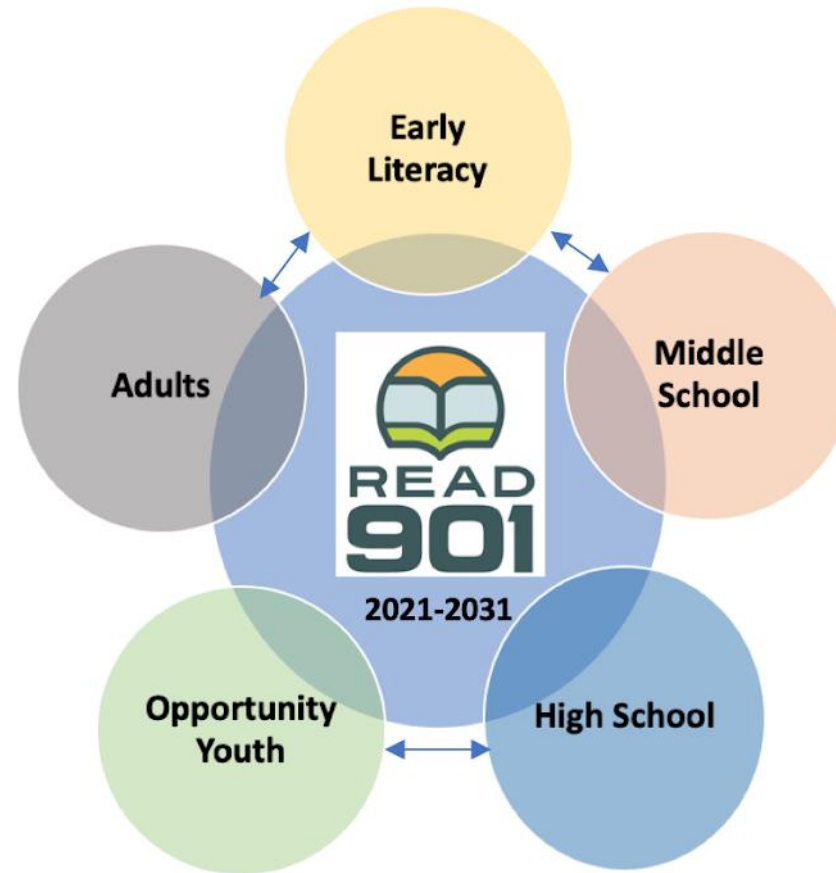 Early
Literacy
Adults
Middle
School
READ
901
2021-2031
Opportunity
Youth
High School